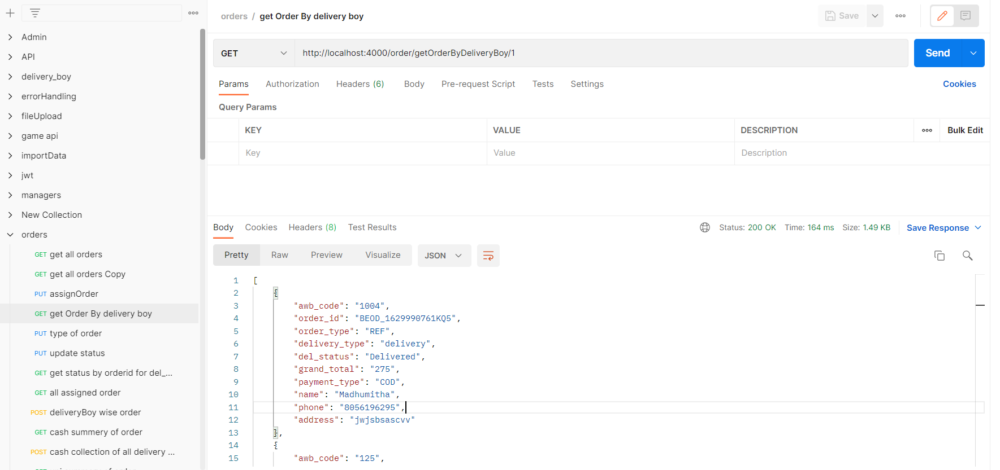 Admin
API
delivery_boy
errorHandling
fileUpload
game api
importData
jwt
managers
New Collection
orders
GET get all orders
GET get all orders Copy
PUT assignOrder
GET get Order By delivery boy
PUT type of order
PUT update status
GET get status by orderid for del_...
GET all assigned order
POST deliveryBoy wise order
GET cash summery of order
POST cash collection of all delivery ...
orders / get Order By delivery boy
Save
GET http://localhost:4000/order/getOrderByDeliveryBoy/1 Send
Params Authorization Headers (6) Body Pre-request Script Tests Settings Cookies
Query Params
KEY VALUE DESCRIPTION Bulk Edit
Key Value Description
Body Cookies Headers (8) Test Results Status: 200 OK Time: 164 ms Size: 1.49 KB Save Response
Pretty Raw Preview Visualize JSON
1 [
2 {
3 "awb_code": "1004",
4 "order_id": "BEOD_1629990761KQ5",
5 "order_type": "REF",
6 "delivery_type": "delivery",
7 "del_status": "Delivered",
8 "grand_total": "275",
9 "payment_type": "COD",
10 "name": "Madhumitha",
11 "phone": "8056196295",
12 "address": "jwjsbsascvv"
13 },
14 {
15 "awb_code": "125",